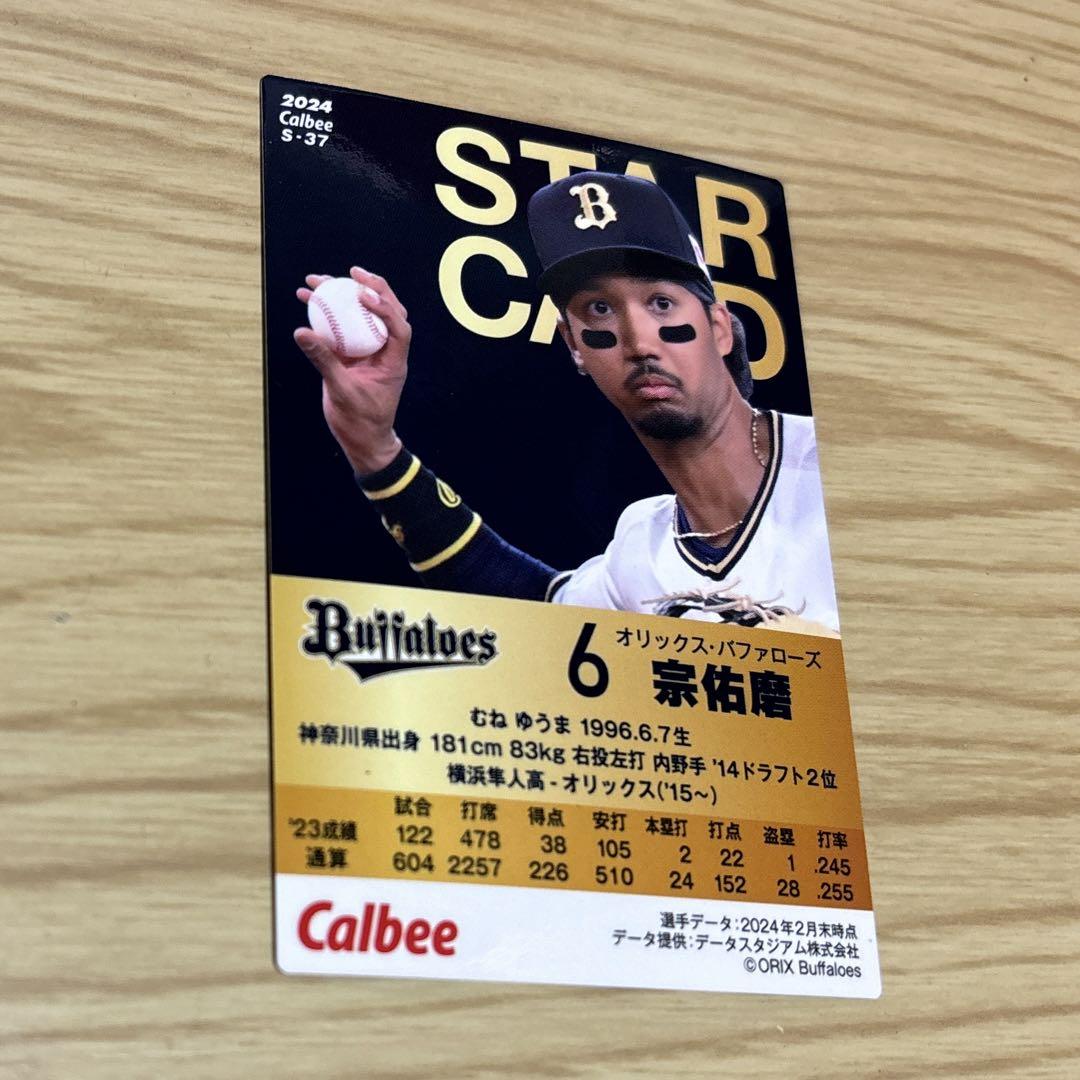 2024
Calbee
S-37
STAR
CARD
B
Buffaloes
6
オリックス・バファローズ
宗佑磨
むね ゆうま 1996.6.7生
神奈川県出身 181cm 83kg 右投左打 内野手 '14ドラフト2位
横浜隼人高 - オリックス('15~)
試合 打席 得点 安打 本塁打 打点 盗塁 打率
'23成績 122 478 38 105 2 22 1 .245
通算 604 2257 226 510 24 152 28 .255
Calbee
選手データ:2024年2月末時点
データ提供:データスタジアム株式会社
©ORIX Buffaloes